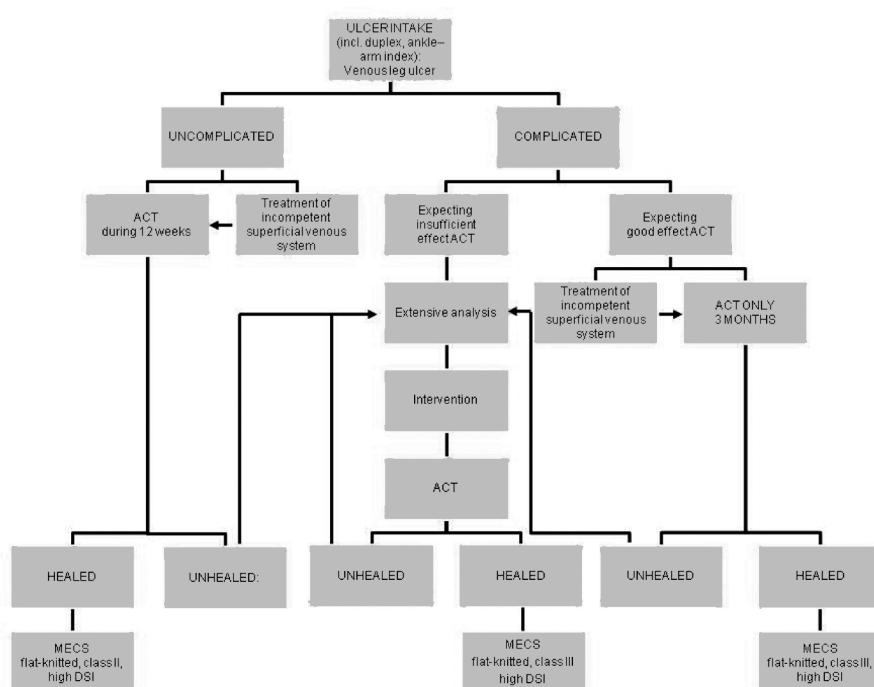 ULCER INTAKE
(incl. duplex, ankle–
arm index):
Venous leg ulcer
UNCOMPLICATED
COMPLICATED
ACT
during 12 weeks
Treatment of
incompetent
superficial venous
system
Expecting
insufficient
effect ACT
Expecting
good effect ACT
Extensive analysis
Treatment of
incompetent
superficial venous
system
ACT ONLY
3 MONTHS
Intervention
ACT
HEALED
UNHEALED:
UNHEALED
HEALED
UNHEALED
HEALED
MECS
flat-knitted, class II,
high DSI
MECS
flat-knitted, class III
high DSI
MECS
flat-knitted, class III,
high DSI